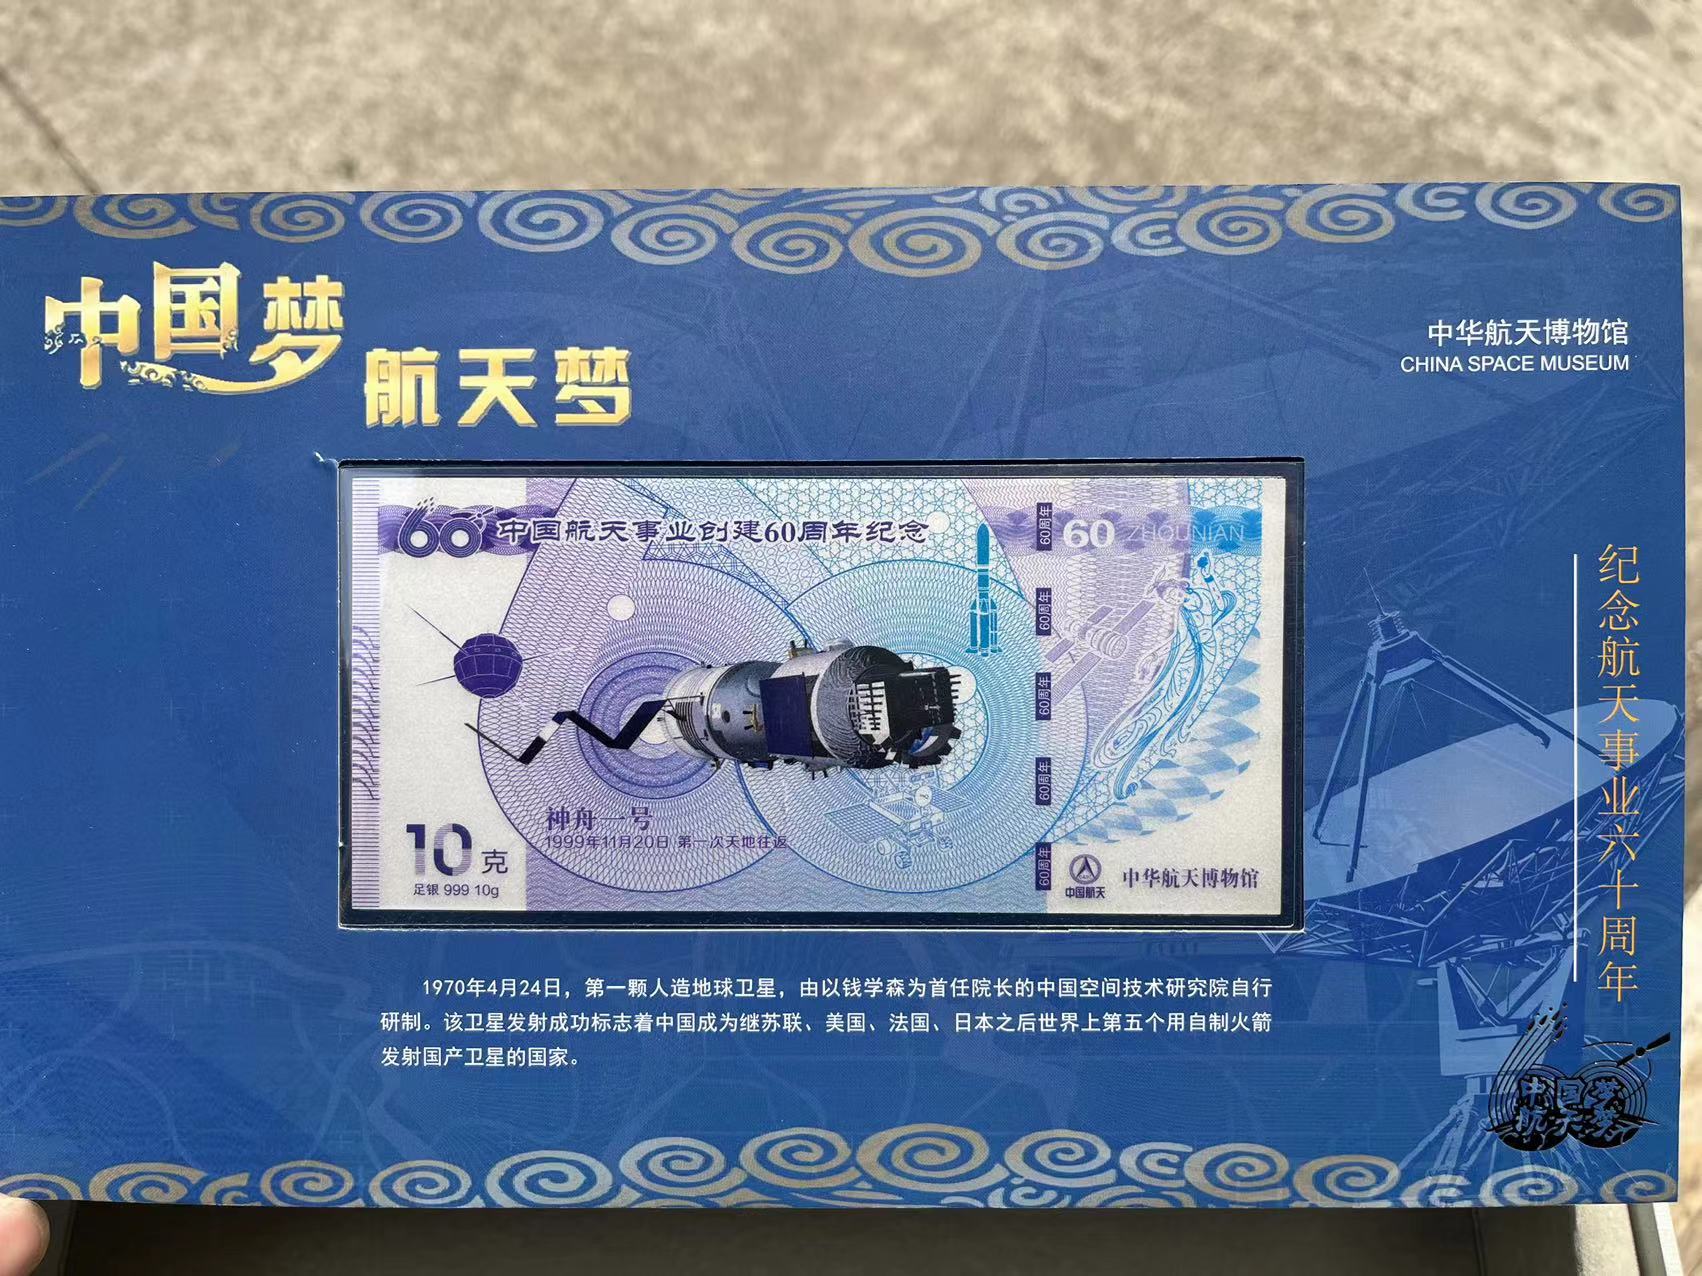 中国梦
航天梦
中华航天博物馆
CHINA SPACE MUSEUM
60 中国航天事业创建60周年纪念
60周年
60 ZHOUNIAN
60周年
60周年
60周年
60周年
神舟一号
1999年11月20日 第一次天地往返
10克
足银 999 10g
中国航天
中华航天博物馆
纪念航天事业六十周年
1970年4月24日，第一颗人造地球卫星，由以钱学森为首任院长的中国空间技术研究院自行
研制。该卫星发射成功标志着中国成为继苏联、美国、法国、日本之后世界上第五个用自制火箭
发射国产卫星的国家。
中国梦
航天梦